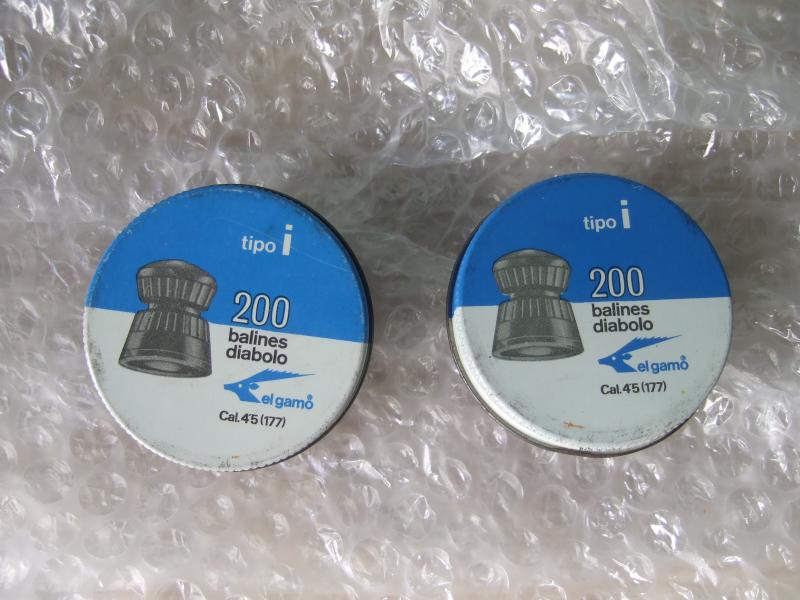 tipo i
200
balines
diabolo
el gamo
Cal. 4'5 (177)
tipo i
200
balines
diabolo
el gamo
Cal. 4'5 (177)